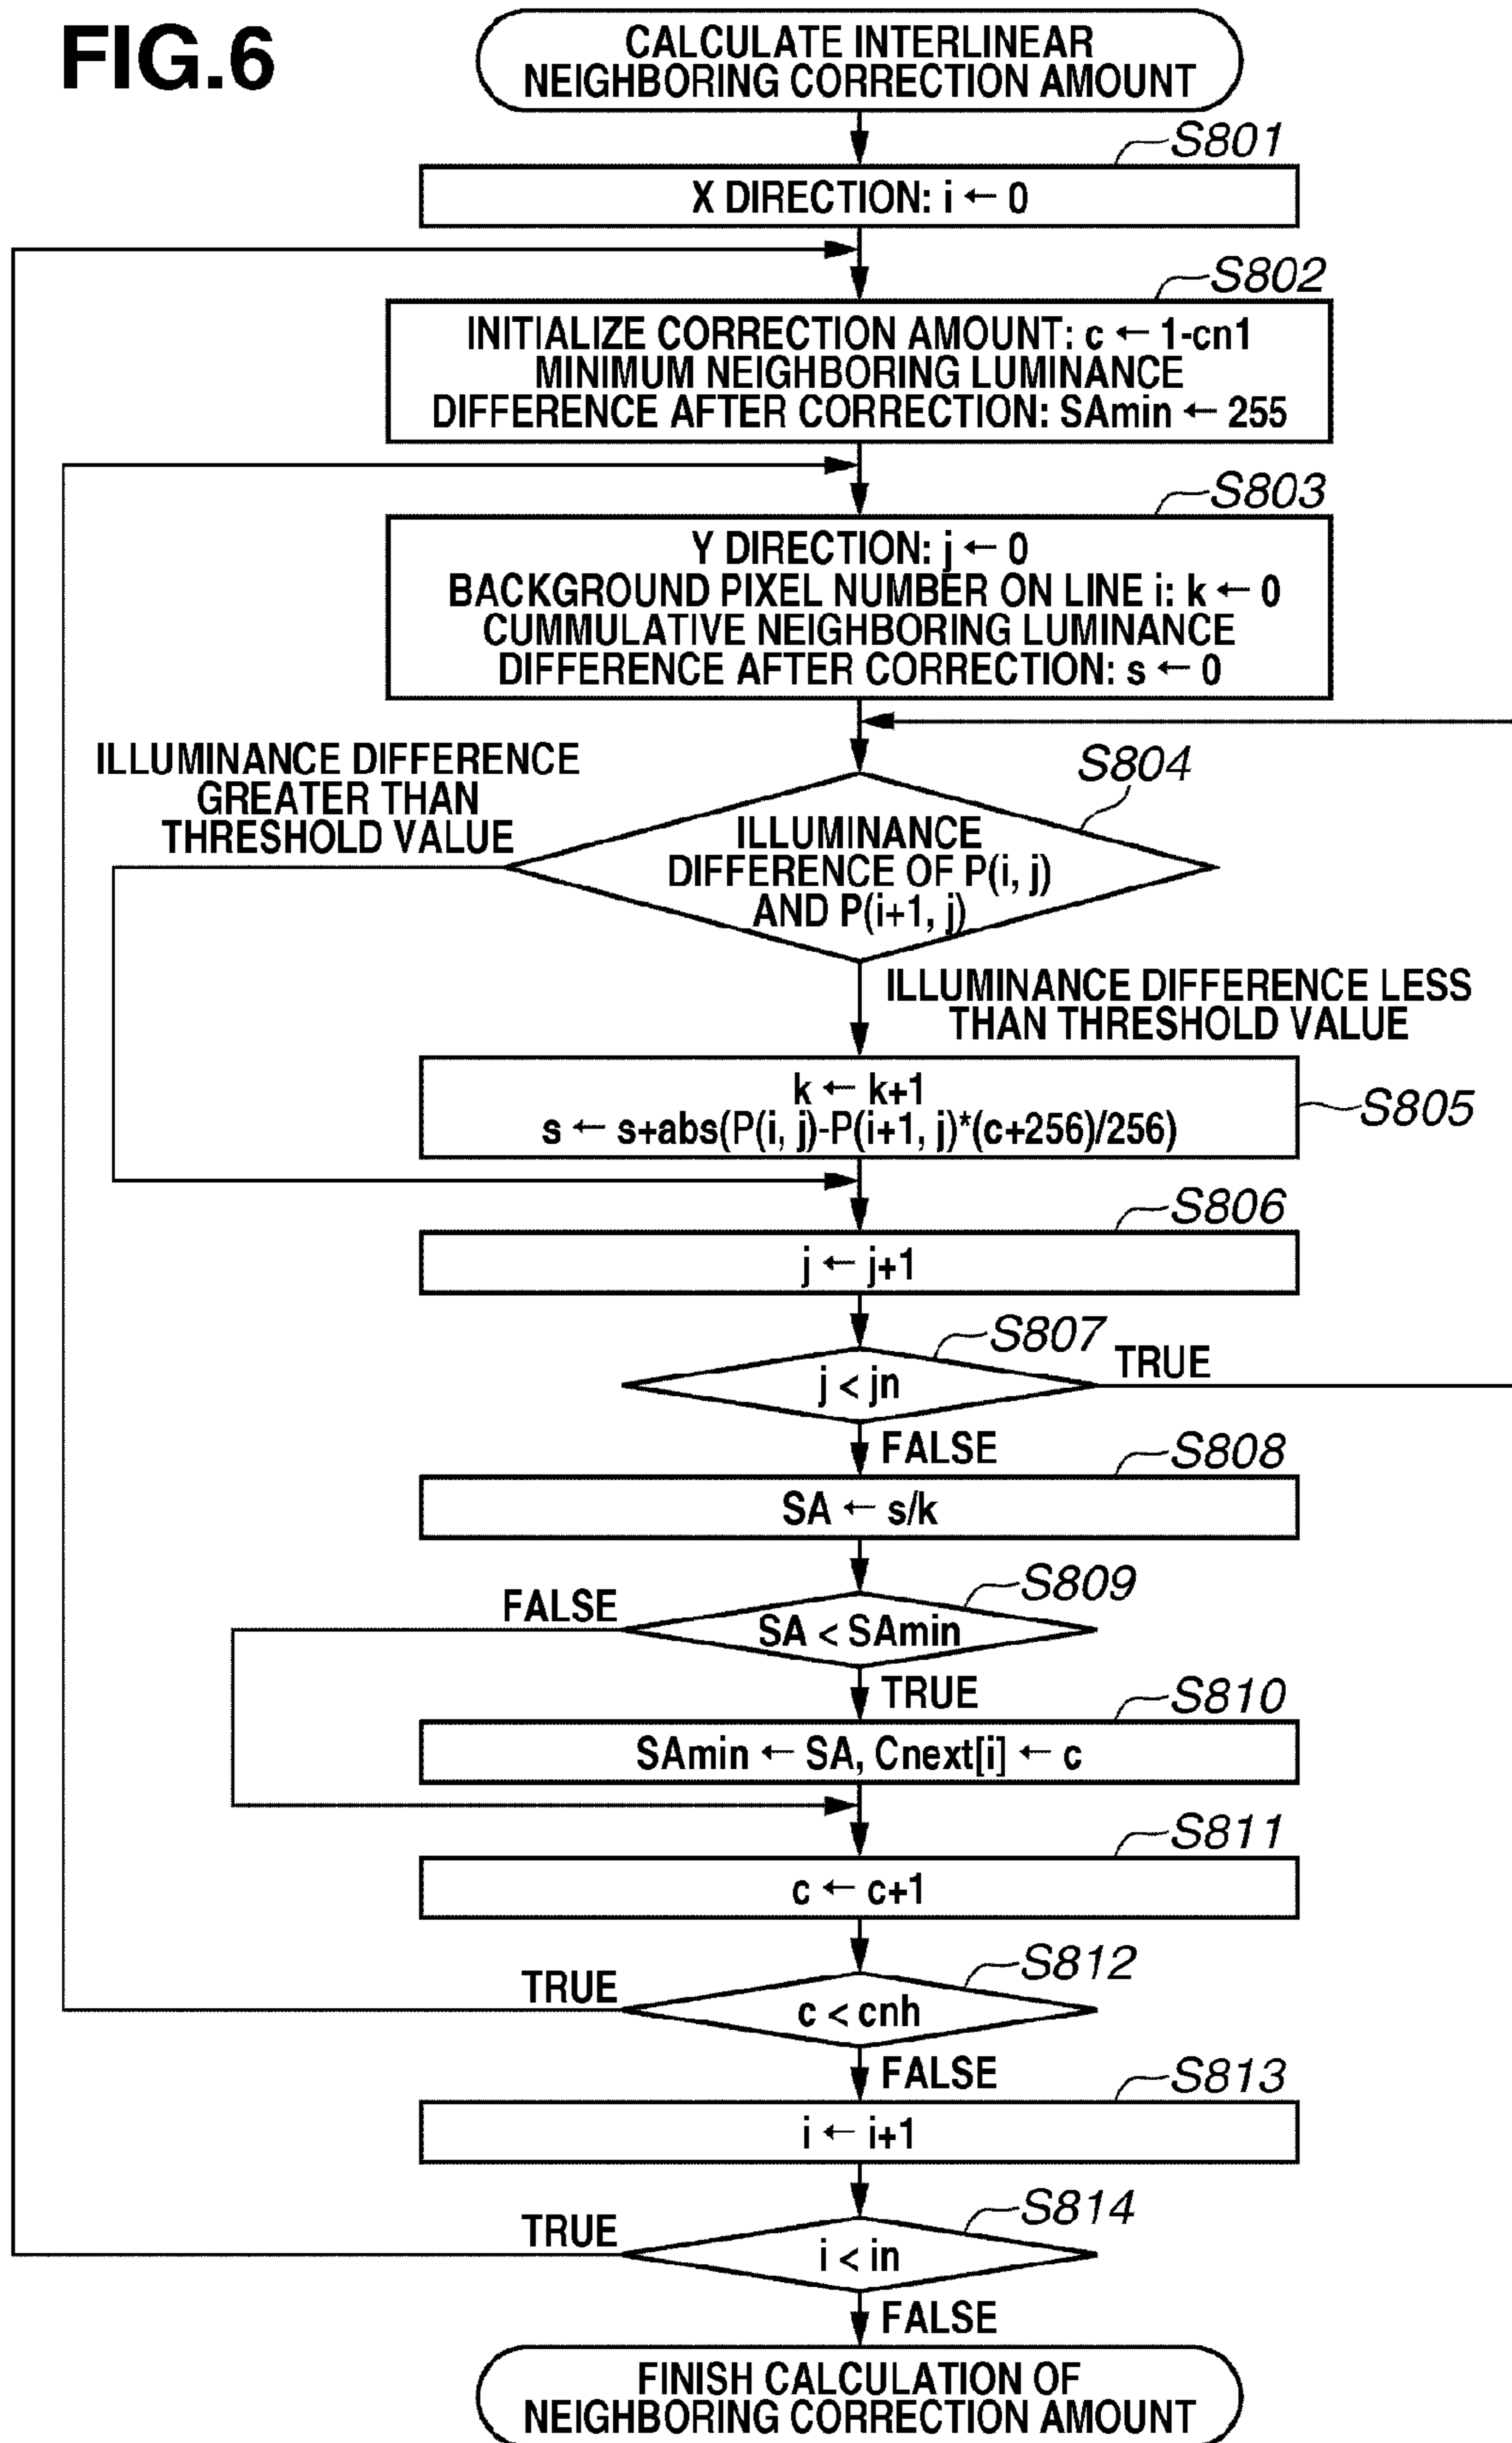 FIG.6
CALCULATE INTERLINEAR
NEIGHBORING CORRECTION AMOUNT
S801
X DIRECTION: i ← 0
S802
INITIALIZE CORRECTION AMOUNT: c ← 1-cn1
MINIMUM NEIGHBORING LUMINANCE
DIFFERENCE AFTER CORRECTION: SAmin ← 255
S803
Y DIRECTION: j ← 0
BACKGROUND PIXEL NUMBER ON LINE i: k ← 0
CUMMULATIVE NEIGHBORING LUMINANCE
DIFFERENCE AFTER CORRECTION: s ← 0
ILLUMINANCE DIFFERENCE
GREATER THAN
THRESHOLD VALUE
S804
ILLUMINANCE
DIFFERENCE OF P(i, j)
AND P(i+1, j)
ILLUMINANCE DIFFERENCE LESS
THAN THRESHOLD VALUE
k ← k+1
s ← s+abs(P(i, j)-P(i+1, j)*(c+256)/256)
S805
S806
j ← j+1
S807
j < jn
TRUE
FALSE
S808
SA ← s/k
S809
FALSE
SA < SAmin
TRUE
S810
SAmin ← SA, Cnext[i] ← c
S811
c ← c+1
S812
TRUE
c < cnh
FALSE
S813
i ← i+1
S814
TRUE
i < in
FALSE
FINISH CALCULATION OF
NEIGHBORING CORRECTION AMOUNT